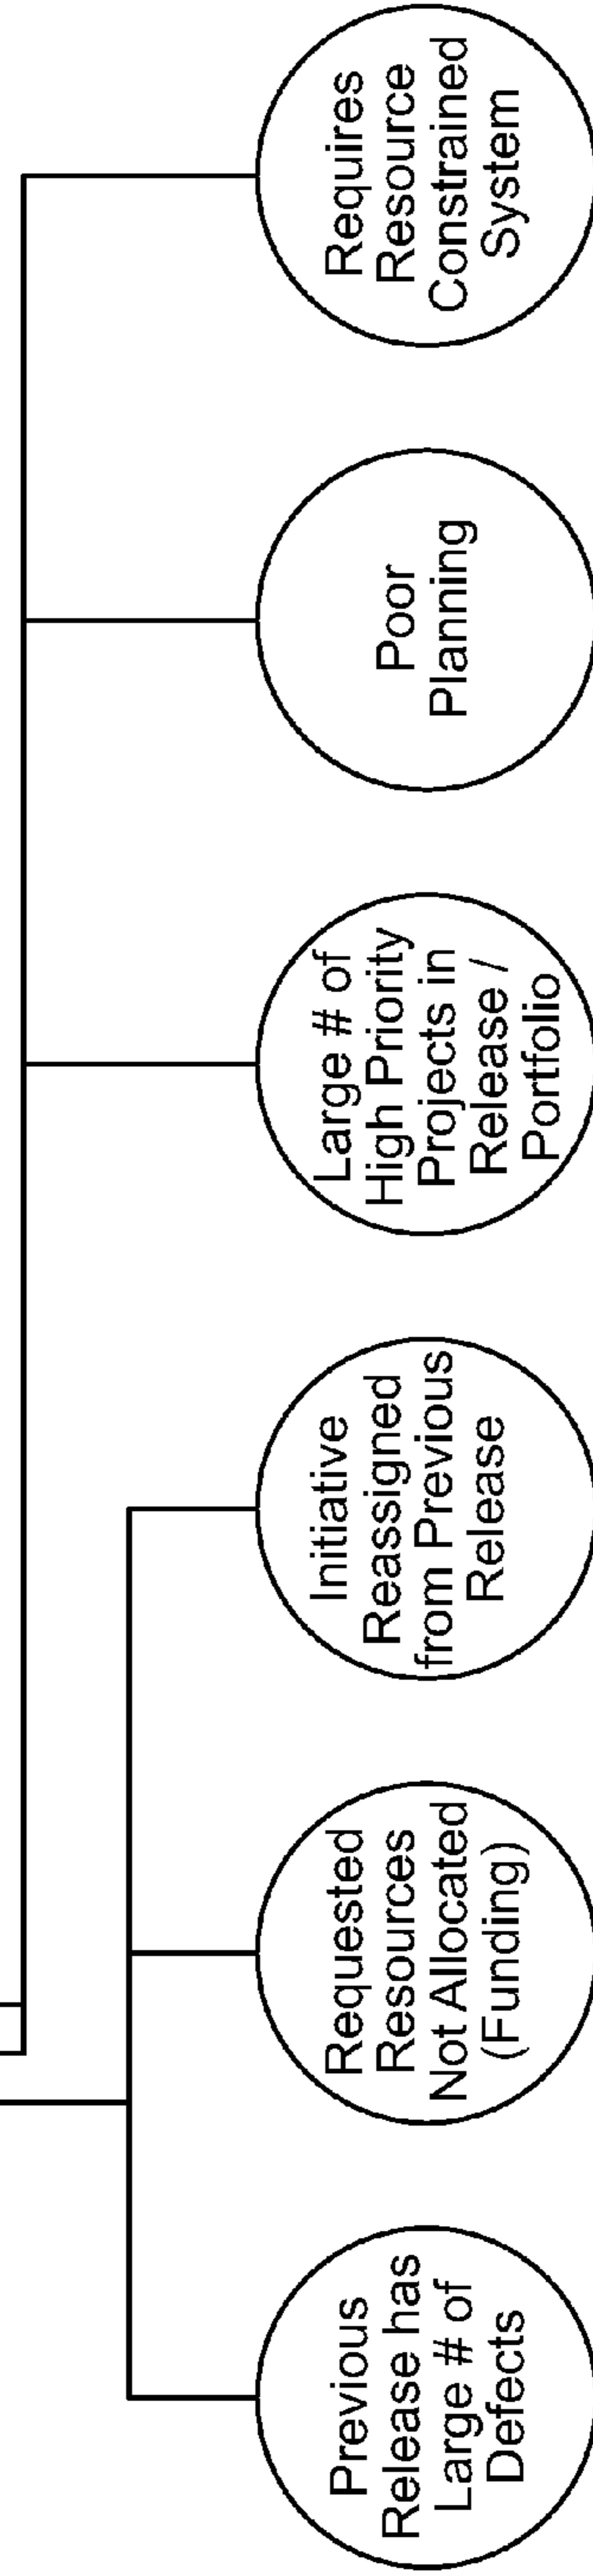 Previous
Release has
Large # of
Defects
Requested
Resources
Not Allocated
(Funding)
Initiative
Reassigned
from Previous
Release
Large # of
High Priority
Projects in
Release /
Portfolio
Poor
Planning
Requires
Resource
Constrained
System